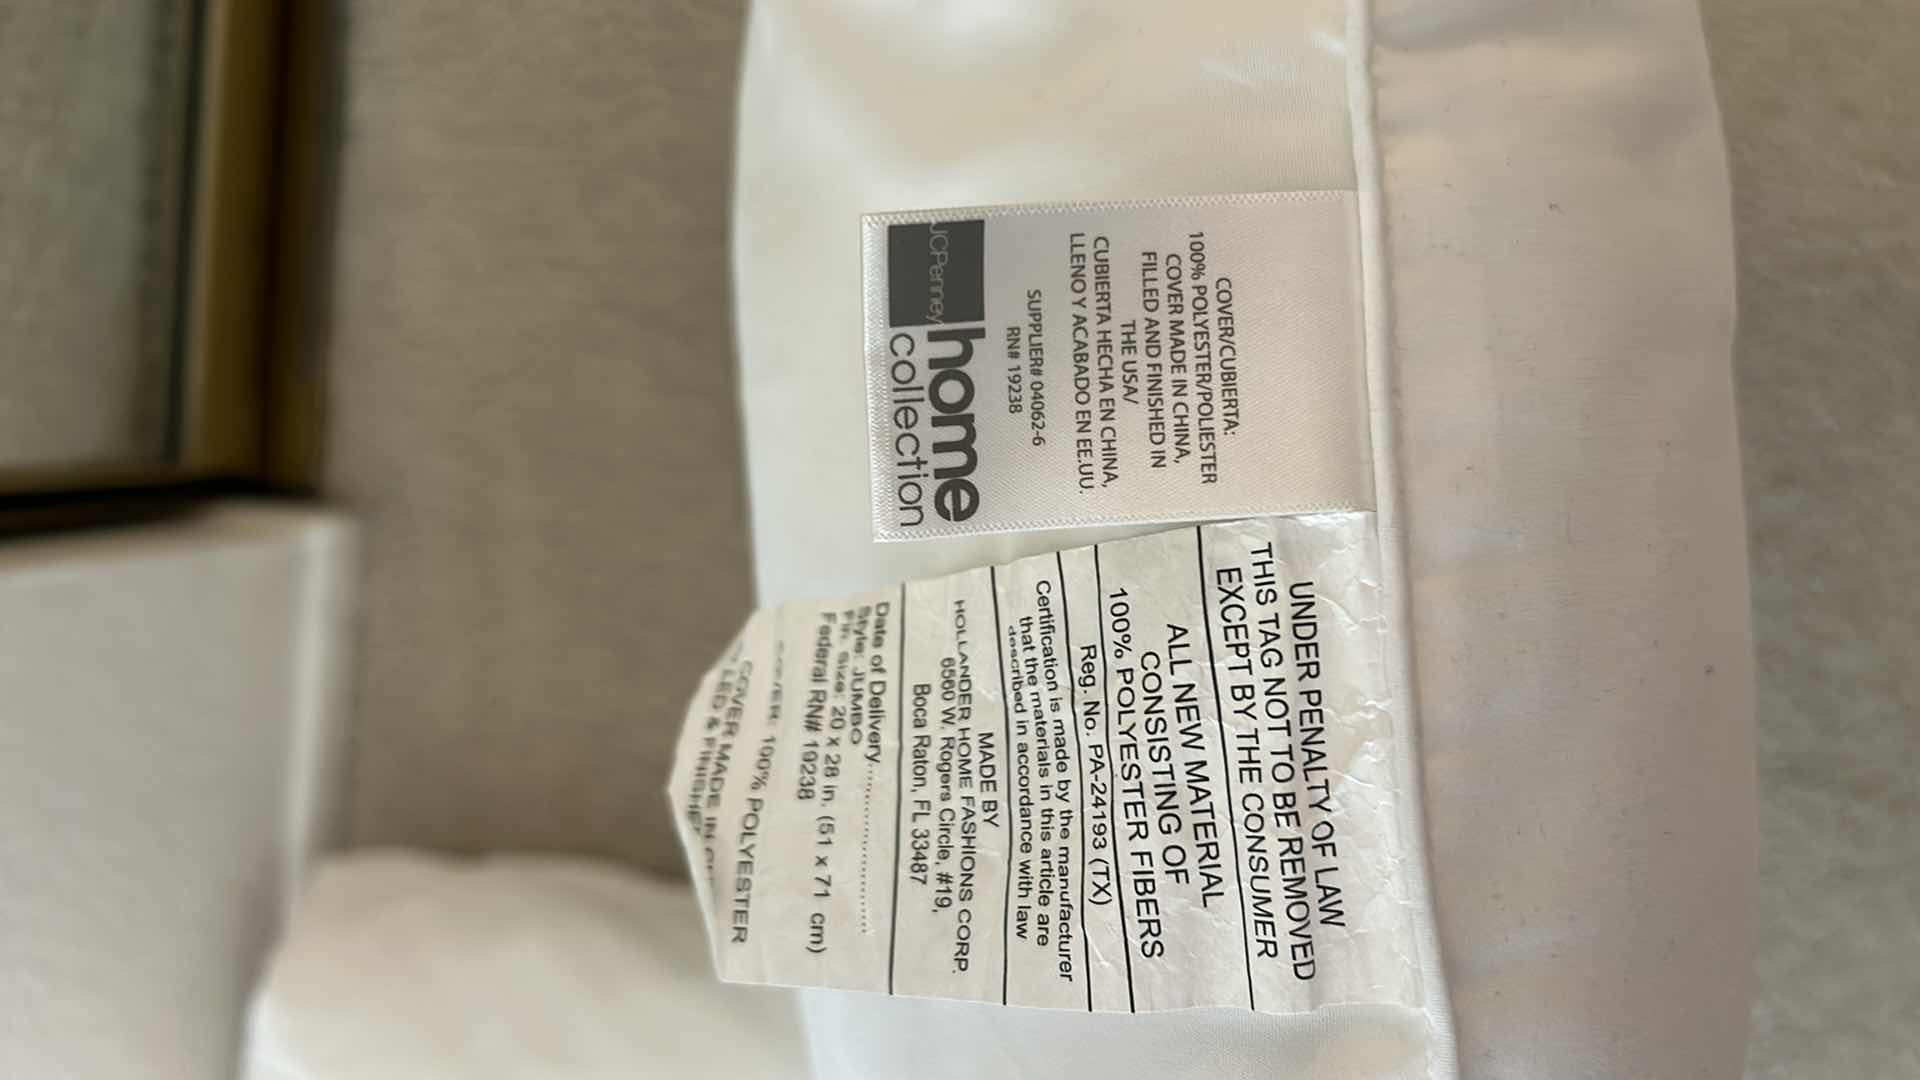 JCPenney
home
collection
RN# 19238
SUPPLIER# 04062-6
COVER/CUBIERTA:
100% POLYESTER/POLIESTER
COVER MADE IN CHINA,
FILLED AND FINISHED IN
THE USA/
CUBIERTA HECHA EN CHINA,
LLENO Y ACABADO EN EE.UU.
UNDER PENALTY OF LAW
THIS TAG NOT TO BE REMOVED
EXCEPT BY THE CONSUMER
ALL NEW MATERIAL
CONSISTING OF
100% POLYESTER FIBERS
Reg. No. PA-24193 (TX)
Certification is made by the manufacturer
that the materials in this article are
described in accordance with law
MADE BY
HOLLANDER HOME FASHIONS CORP.
6560 W. Rogers Circle, #19,
Boca Raton, FL 33487
Date of Delivery..................
Style: JUMBO
Fin. size: 20 x 28 in. (51 x 71 cm)
Federal RN# 19238
COVER: 100% POLYESTER
COVER MADE IN
& FINISHED